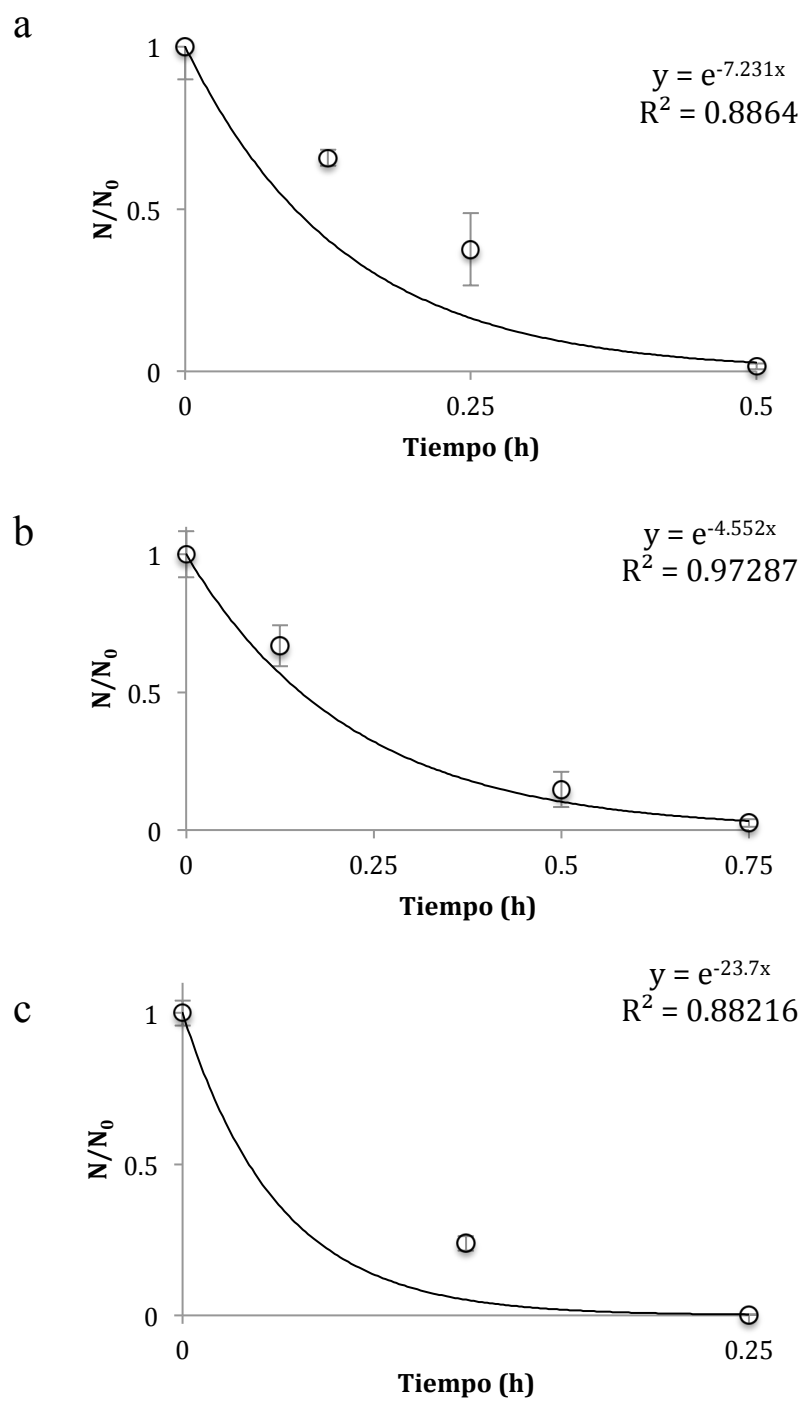 a
y = e^-7.231x
R² = 0.8864
1
0.5
0
N/N₀
0
0.25
0.5
Tiempo (h)
b
y = e^-4.552x
R² = 0.97287
1
0.5
0
N/N₀
0
0.25
0.5
0.75
Tiempo (h)
c
y = e^-23.7x
R² = 0.88216
1
0.5
0
N/N₀
0
0.25
Tiempo (h)